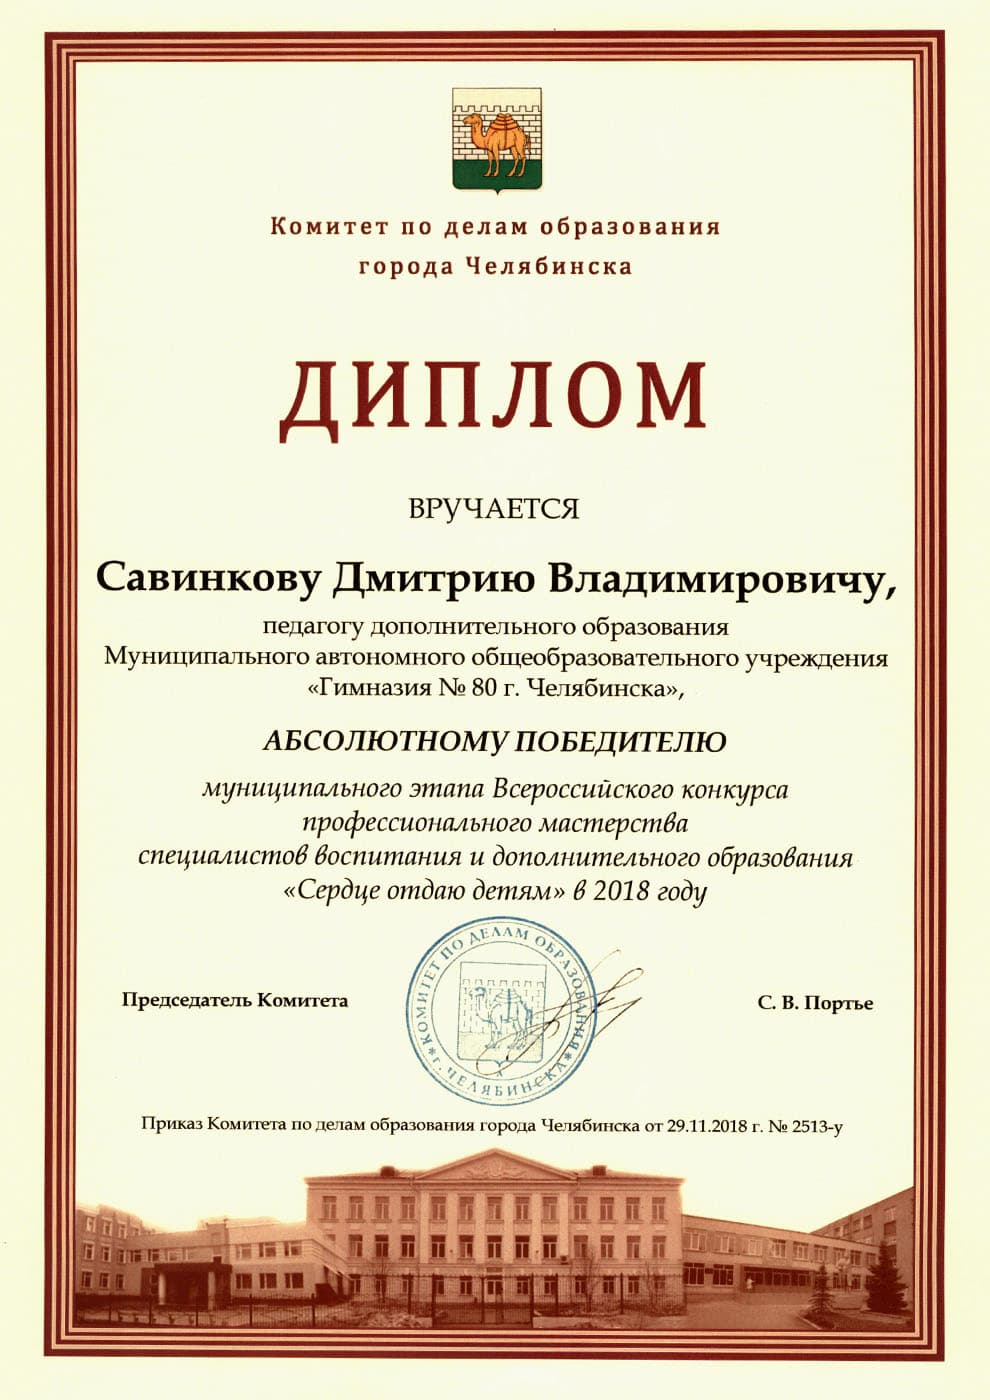 Комитет по делам образования
города Челябинска
ДИПЛОМ
ВРУЧАЕТСЯ
Савинкову Дмитрию Владимировичу,
педагогу дополнительного образования
Муниципального автономного общеобразовательного учреждения
«Гимназия № 80 г. Челябинска»,
АБСОЛЮТНОМУ ПОБЕДИТЕЛЮ
муниципального этапа Всероссийского конкурса
профессионального мастерства
специалистов воспитания и дополнительного образования
«Сердце отдаю детям» в 2018 году
КОМИТЕТ ПО ДЕЛАМ ОБРАЗОВАНИЯ
* г. ЧЕЛЯБИНСКА *
Председатель Комитета
С. В. Портье
Приказ Комитета по делам образования города Челябинска от 29.11.2018 г. № 2513-у